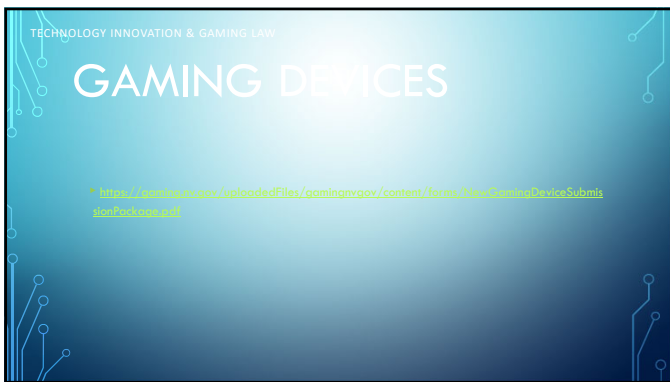 TECHNOLOGY INNOVATION & GAMING LAW
GAMING DEVICES
* https://gaming.nv.gov/uploadedFiles/gamingnvgov/content/forms/NewGamingDeviceSubmis
sionPackage.pdf